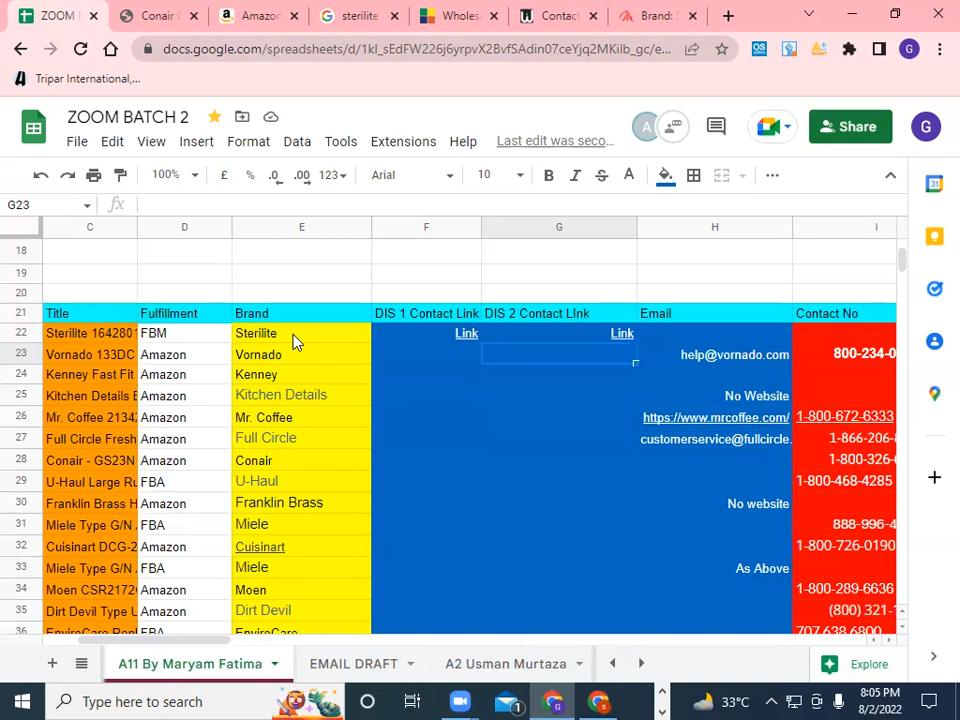 ZOOM B
Conair C
Amazon
sterilite
Wholes
Contact
Brand: S
docs.google.com/spreadsheets/d/1kl_sEdFW226j6yrpvX2BvfSAdin07ceYjq2MKilb_gc/e...
OS
G
Tripar International,...
ZOOM BATCH 2
File Edit View Insert Format Data Tools Extensions Help Last edit was seco...
A
Share
G
100% £ % .0 .00 123 Arial 10 B I S A
G23 fx
C D E F G H I
18
19
20
21 Title Fulfillment Brand DIS 1 Contact Link DIS 2 Contact LInk Email Contact No
22 Sterilite 1642801 FBM Sterilite Link Link
23 Vornado 133DC Amazon Vornado help@vornado.com 800-234-0
24 Kenney Fast Fit Amazon Kenney
25 Kitchen Details E Amazon Kitchen Details No Website
26 Mr. Coffee 2134 Amazon Mr. Coffee https://www.mrcoffee.com/ 1-800-672-6333
27 Full Circle Fresh Amazon Full Circle customerservice@fullcircle. 1-866-206-
28 Conair - GS23N Amazon Conair 1-800-326-
29 U-Haul Large Ru FBA U-Haul 1-800-468-4285
30 Franklin Brass H Amazon Franklin Brass No website
31 Miele Type G/N FBA Miele 888-996-4
32 Cuisinart DCG-2 Amazon Cuisinart 1-800-726-0190
33 Miele Type G/N FBA Miele As Above
34 Moen CSR2172 Amazon Moen 1-800-289-6636
35 Dirt Devil Type U Amazon Dirt Devil (800) 321-
36 EnviroCare Repl FBA EnviroCare 707.638.6800
A11 By Maryam Fatima EMAIL DRAFT A2 Usman Murtaza Explore
Type here to search
1
33°C
8:05 PM
8/2/2022